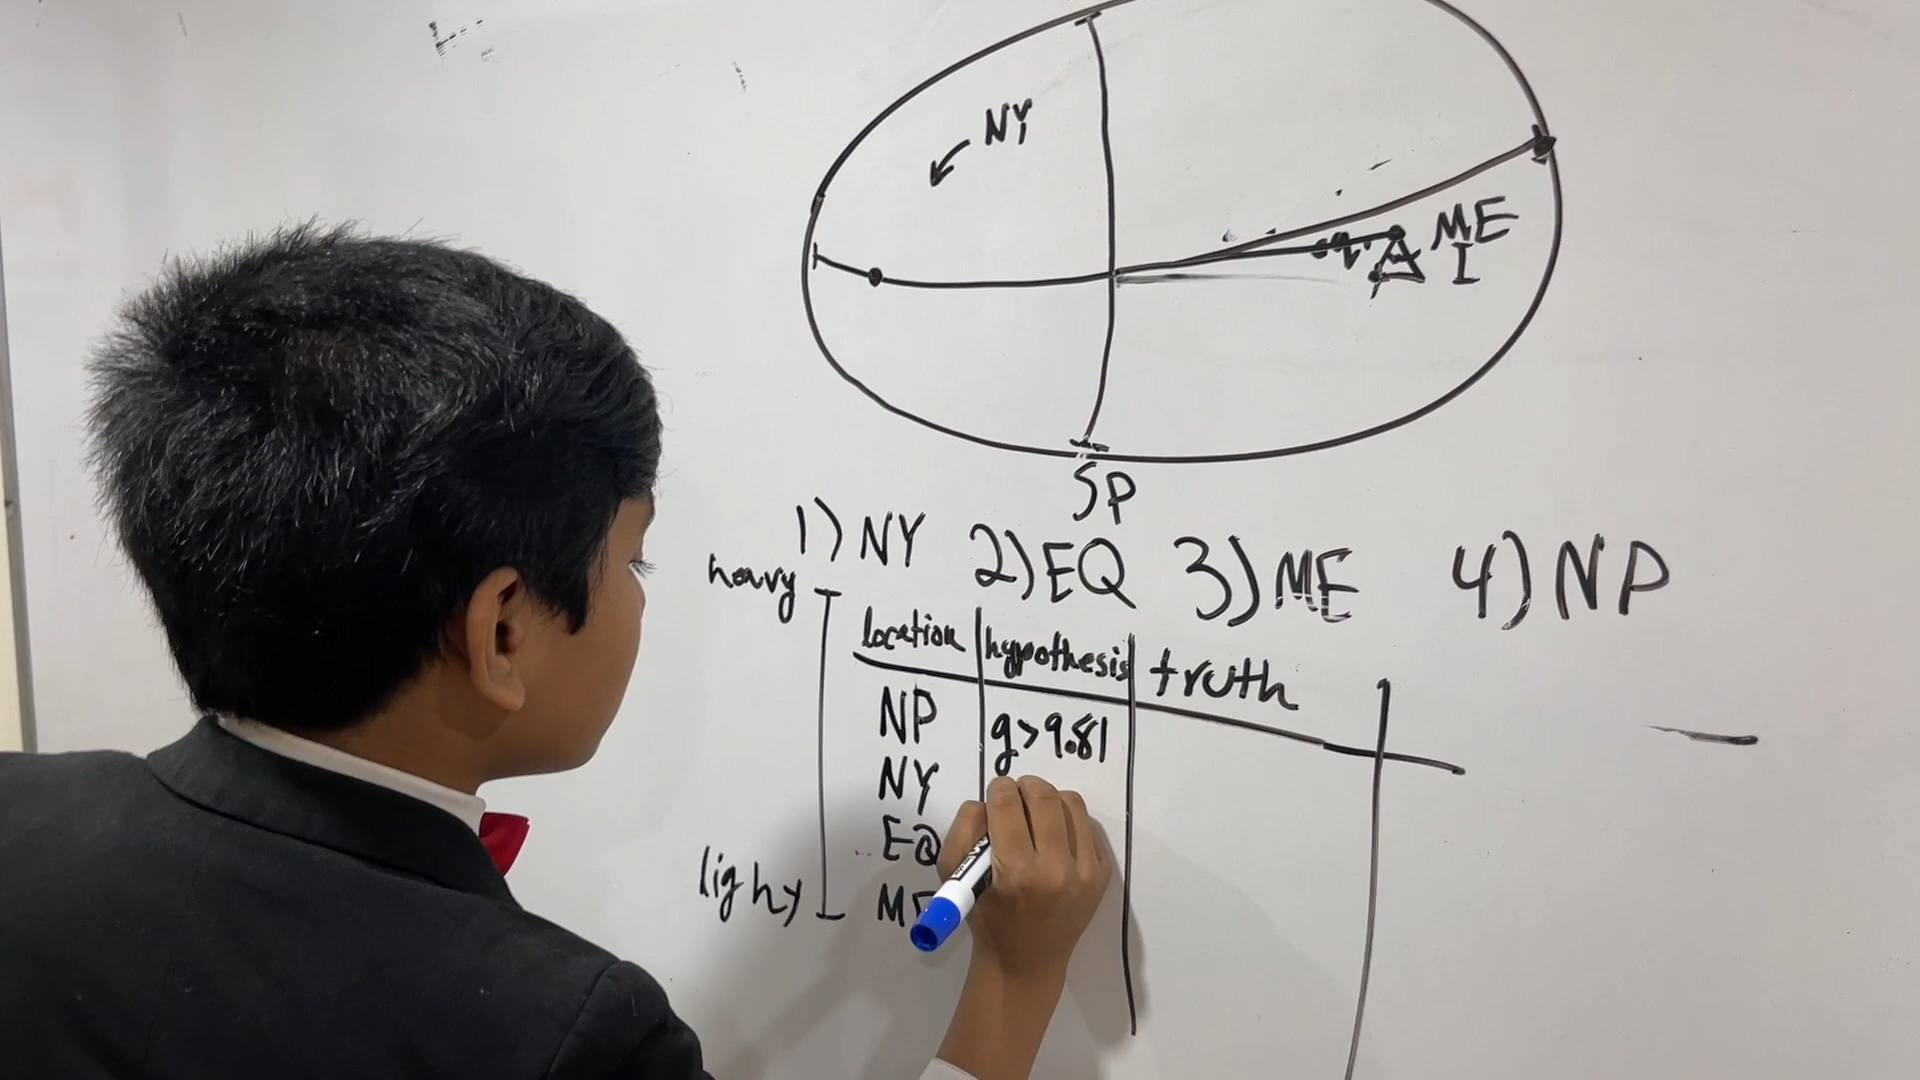 NY
ME
I
SP
1) NY 2) EQ 3) ME 4) NP
heavy
location hypothesis truth
NP g>9.81
NY
EQ
lighy